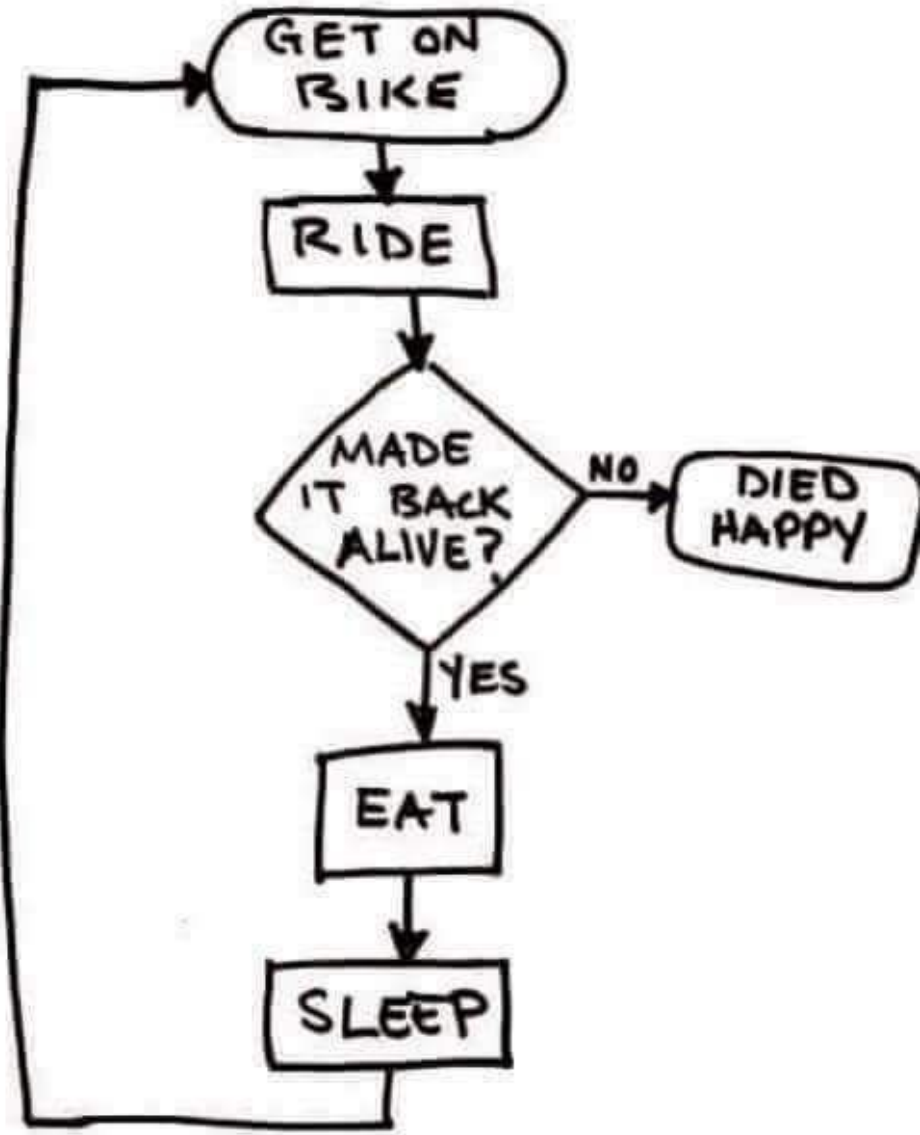 GET ON
BIKE
RIDE
MADE
IT BACK
ALIVE?
NO
DIED
HAPPY
YES
EAT
SLEEP